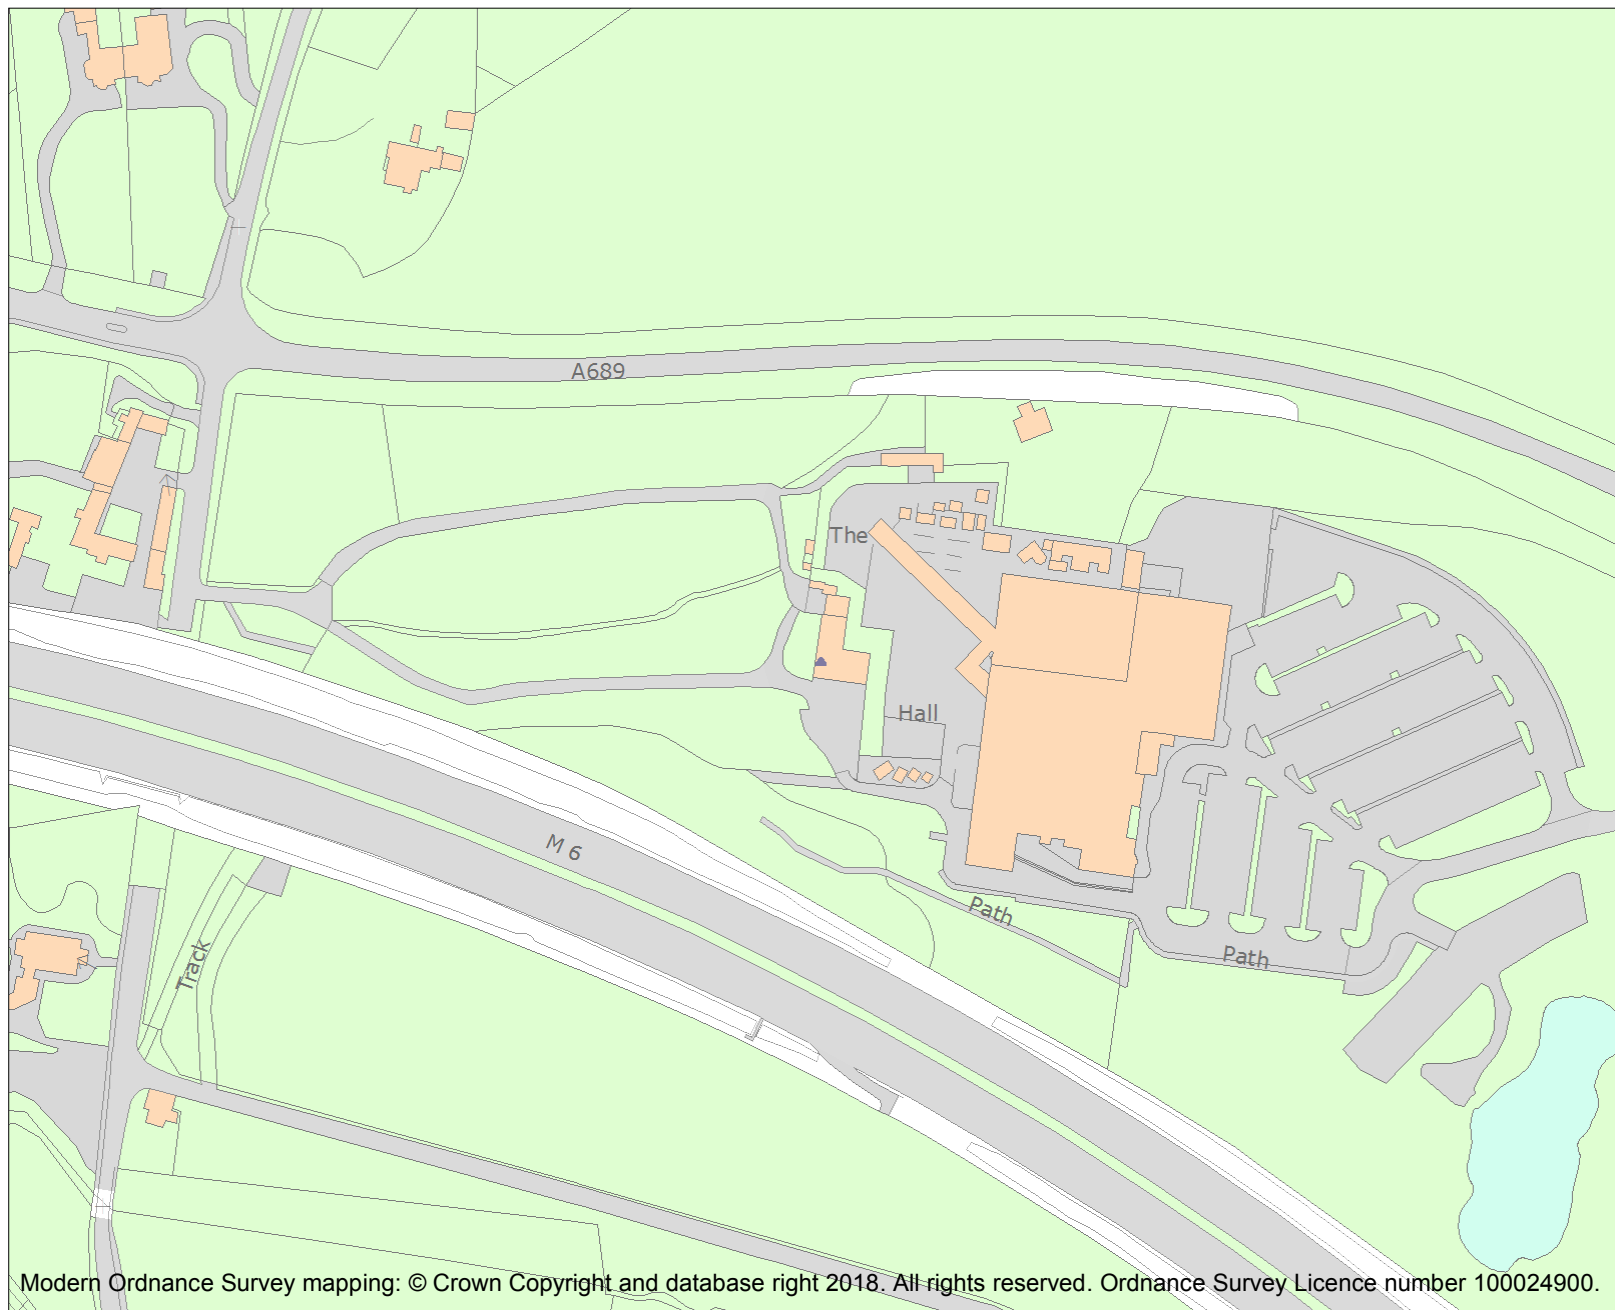 A689
The
Hall
M 6
Path
Path
Track
Modern Ordnance Survey mapping: © Crown Copyright and database right 2018. All rights reserved. Ordnance Survey Licence number 100024900.